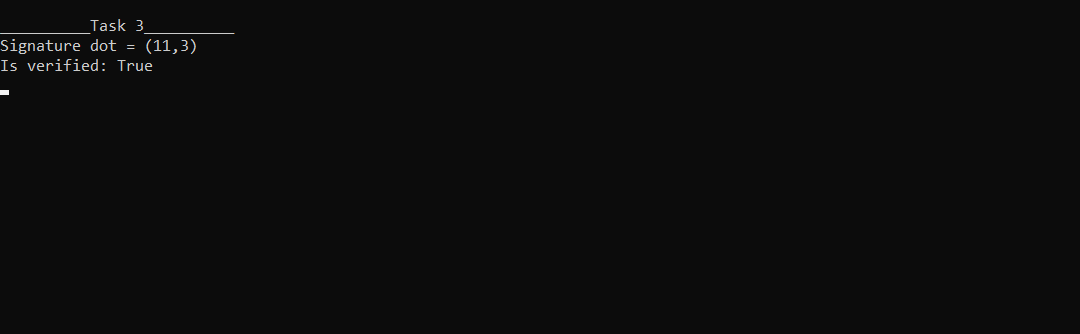 __________Task 3__________
Signature dot = (11,3)
Is verified: True